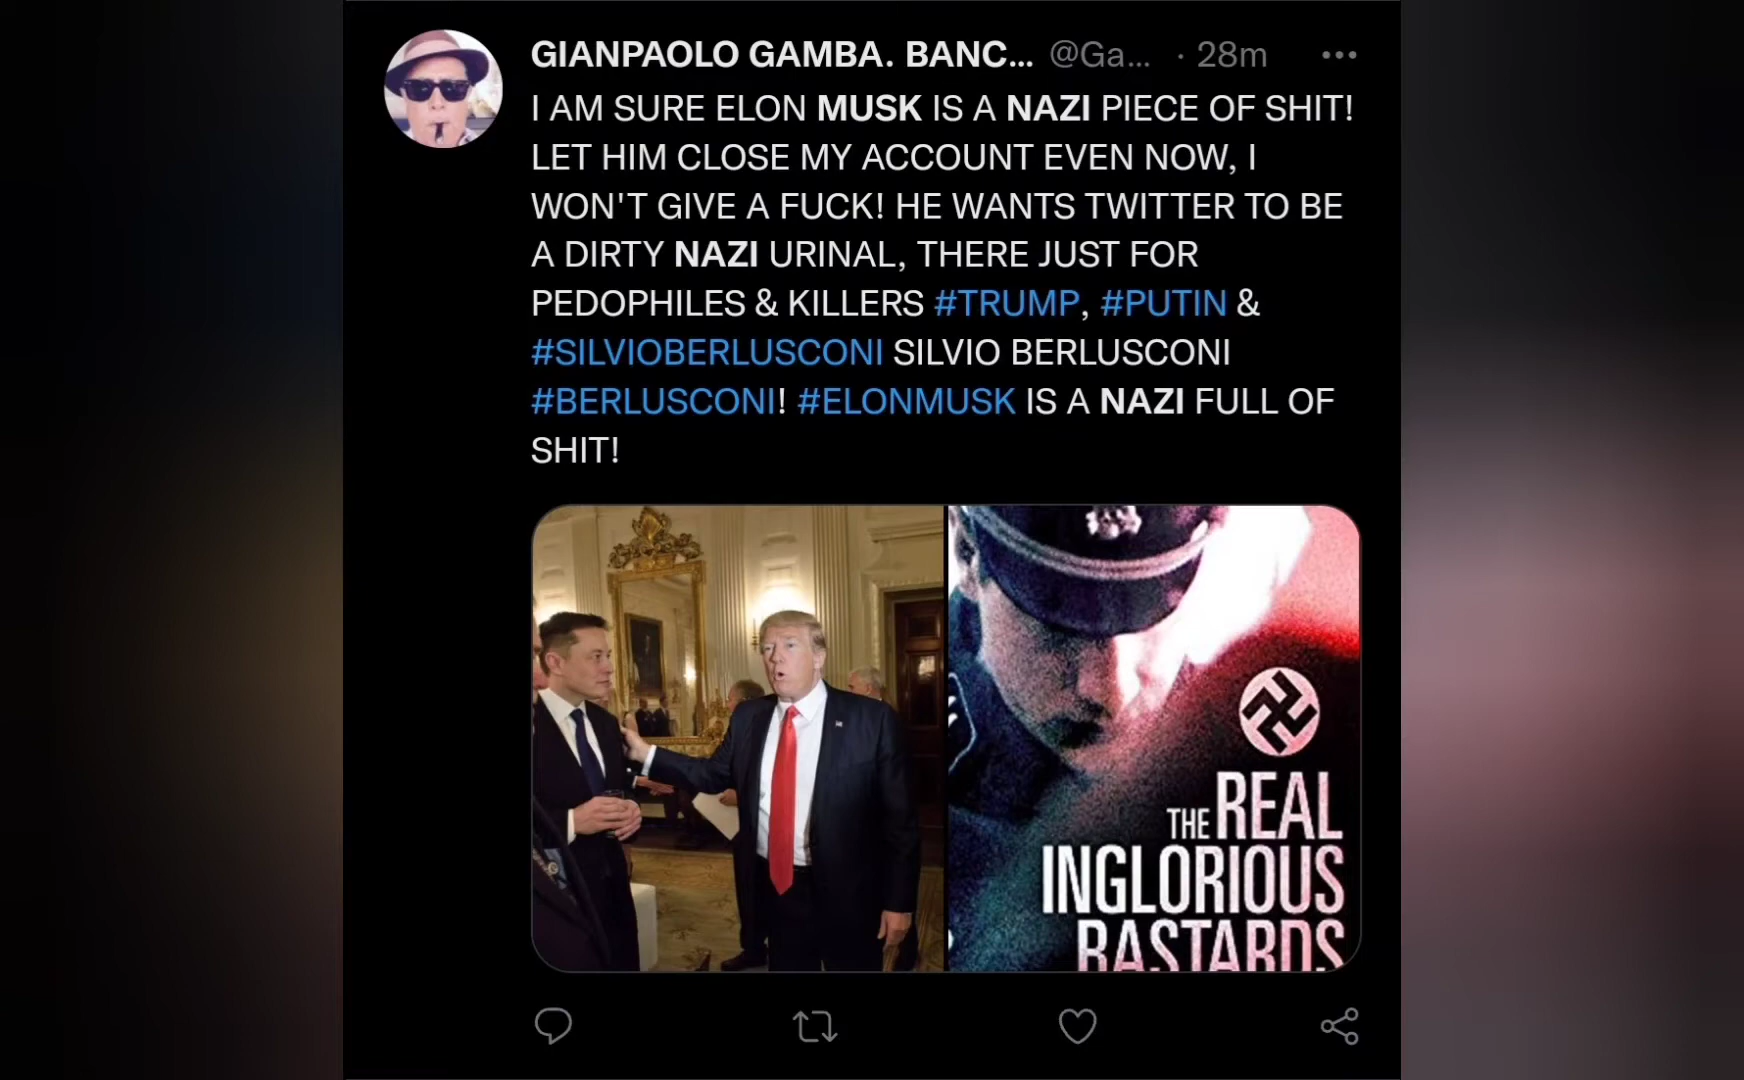 GIANPAOLO GAMBA. BANC... @Ga... · 28m
I AM SURE ELON MUSK IS A NAZI PIECE OF SHIT!
LET HIM CLOSE MY ACCOUNT EVEN NOW, I
WON'T GIVE A FUCK! HE WANTS TWITTER TO BE
A DIRTY NAZI URINAL, THERE JUST FOR
PEDOPHILES & KILLERS #TRUMP, #PUTIN &
#SILVIOBERLUSCONI SILVIO BERLUSCONI
#BERLUSCONI! #ELONMUSK IS A NAZI FULL OF
SHIT!
THE REAL
INGLORIOUS
BASTARDS